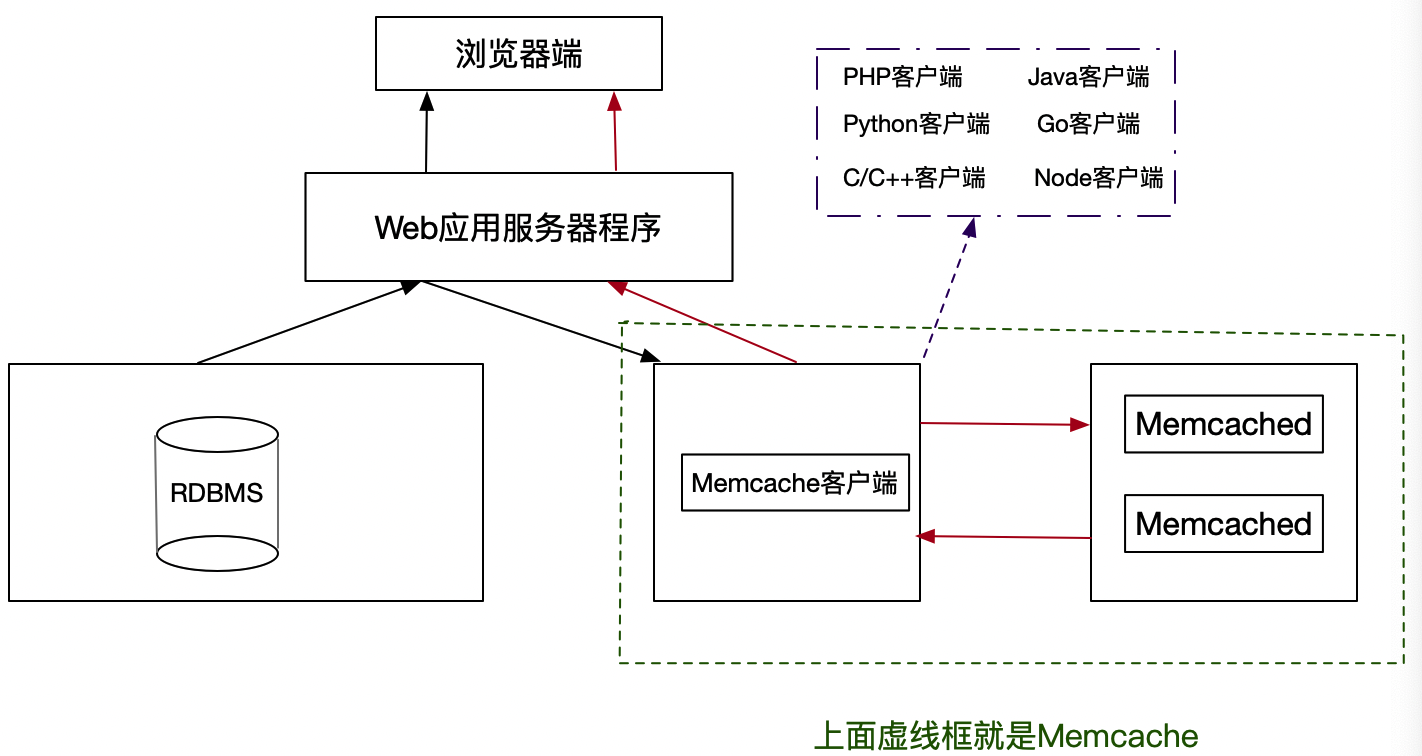 浏览器端
PHP客户端 Java客户端
Python客户端 Go客户端
C/C++客户端 Node客户端
Web应用服务器程序
RDBMS
Memcache客户端
Memcached
Memcached
上面虚线框就是Memcache